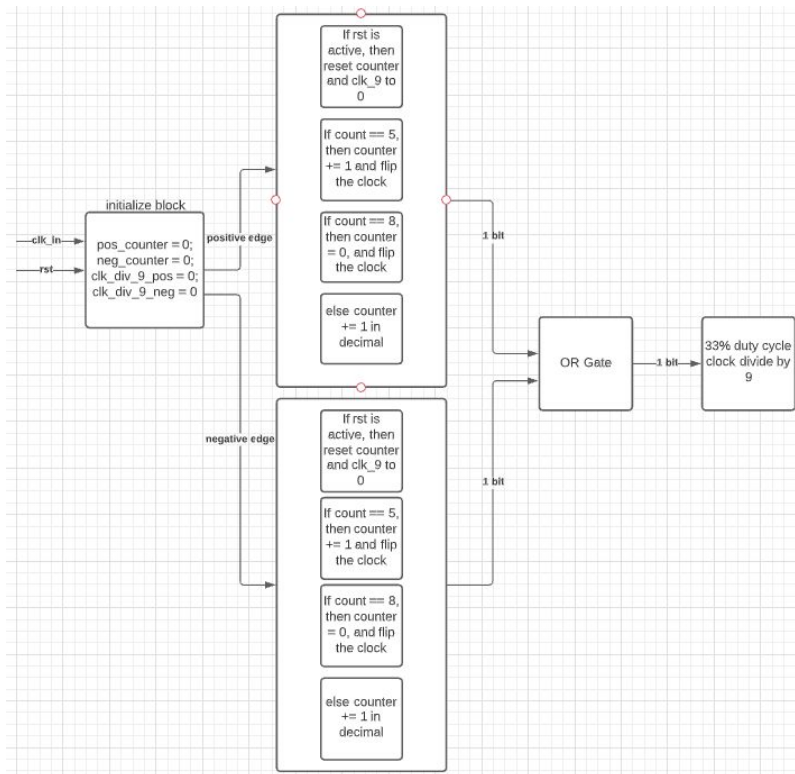 initialize block
clk_in
rst
pos_counter = 0;
neg_counter = 0;
clk_div_9_pos = 0;
clk_div_9_neg = 0
positive edge
negative edge
If rst is
active, then
reset counter
and clk_9 to
0
If count == 5,
then counter
+= 1 and flip
the clock
If count == 8,
then counter
= 0, and flip
the clock
else counter
+= 1 in
decimal
If rst is
active, then
reset counter
and clk_9 to
0
If count == 5,
then counter
+= 1 and flip
the clock
If count == 8,
then counter
= 0, and flip
the clock
else counter
+= 1 in
decimal
1 bit
1 bit
OR Gate
1 bit
33% duty cycle
clock divide by
9